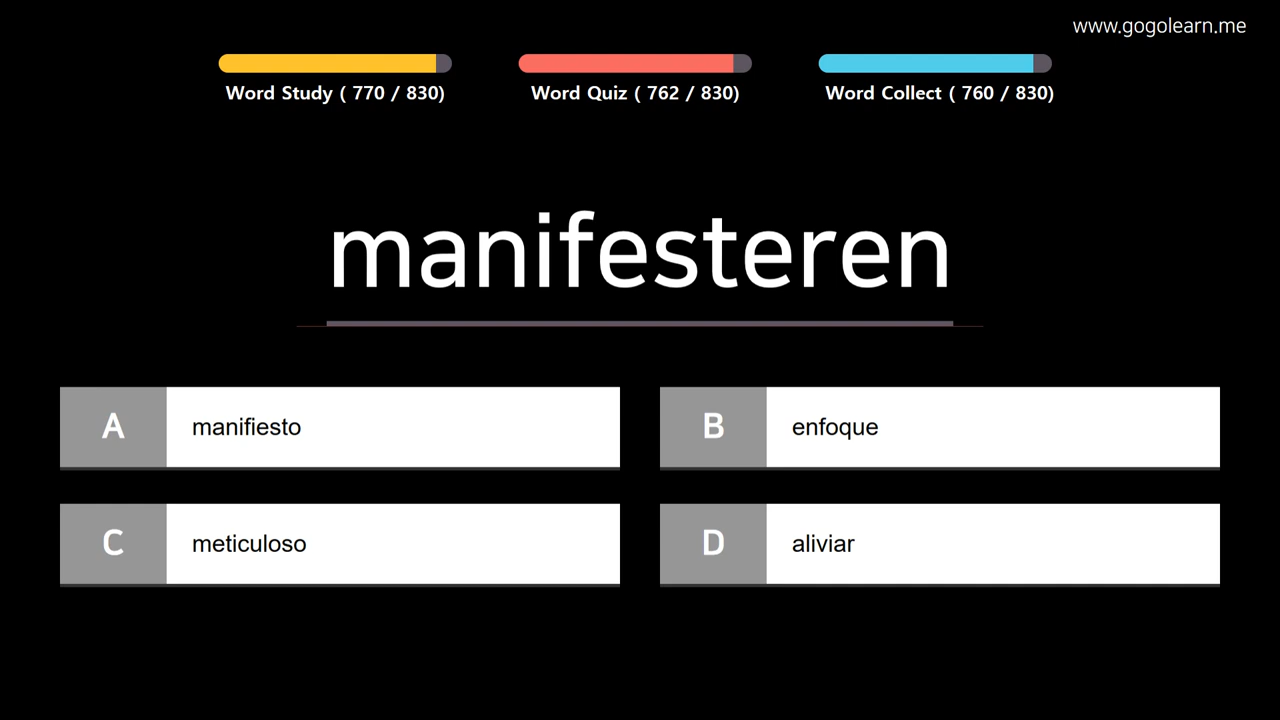 www.gogolearn.me
Word Study ( 770 / 830)
Word Quiz ( 762 / 830)
Word Collect ( 760 / 830)
manifesteren
A manifiesto
B enfoque
C meticuloso
D aliviar